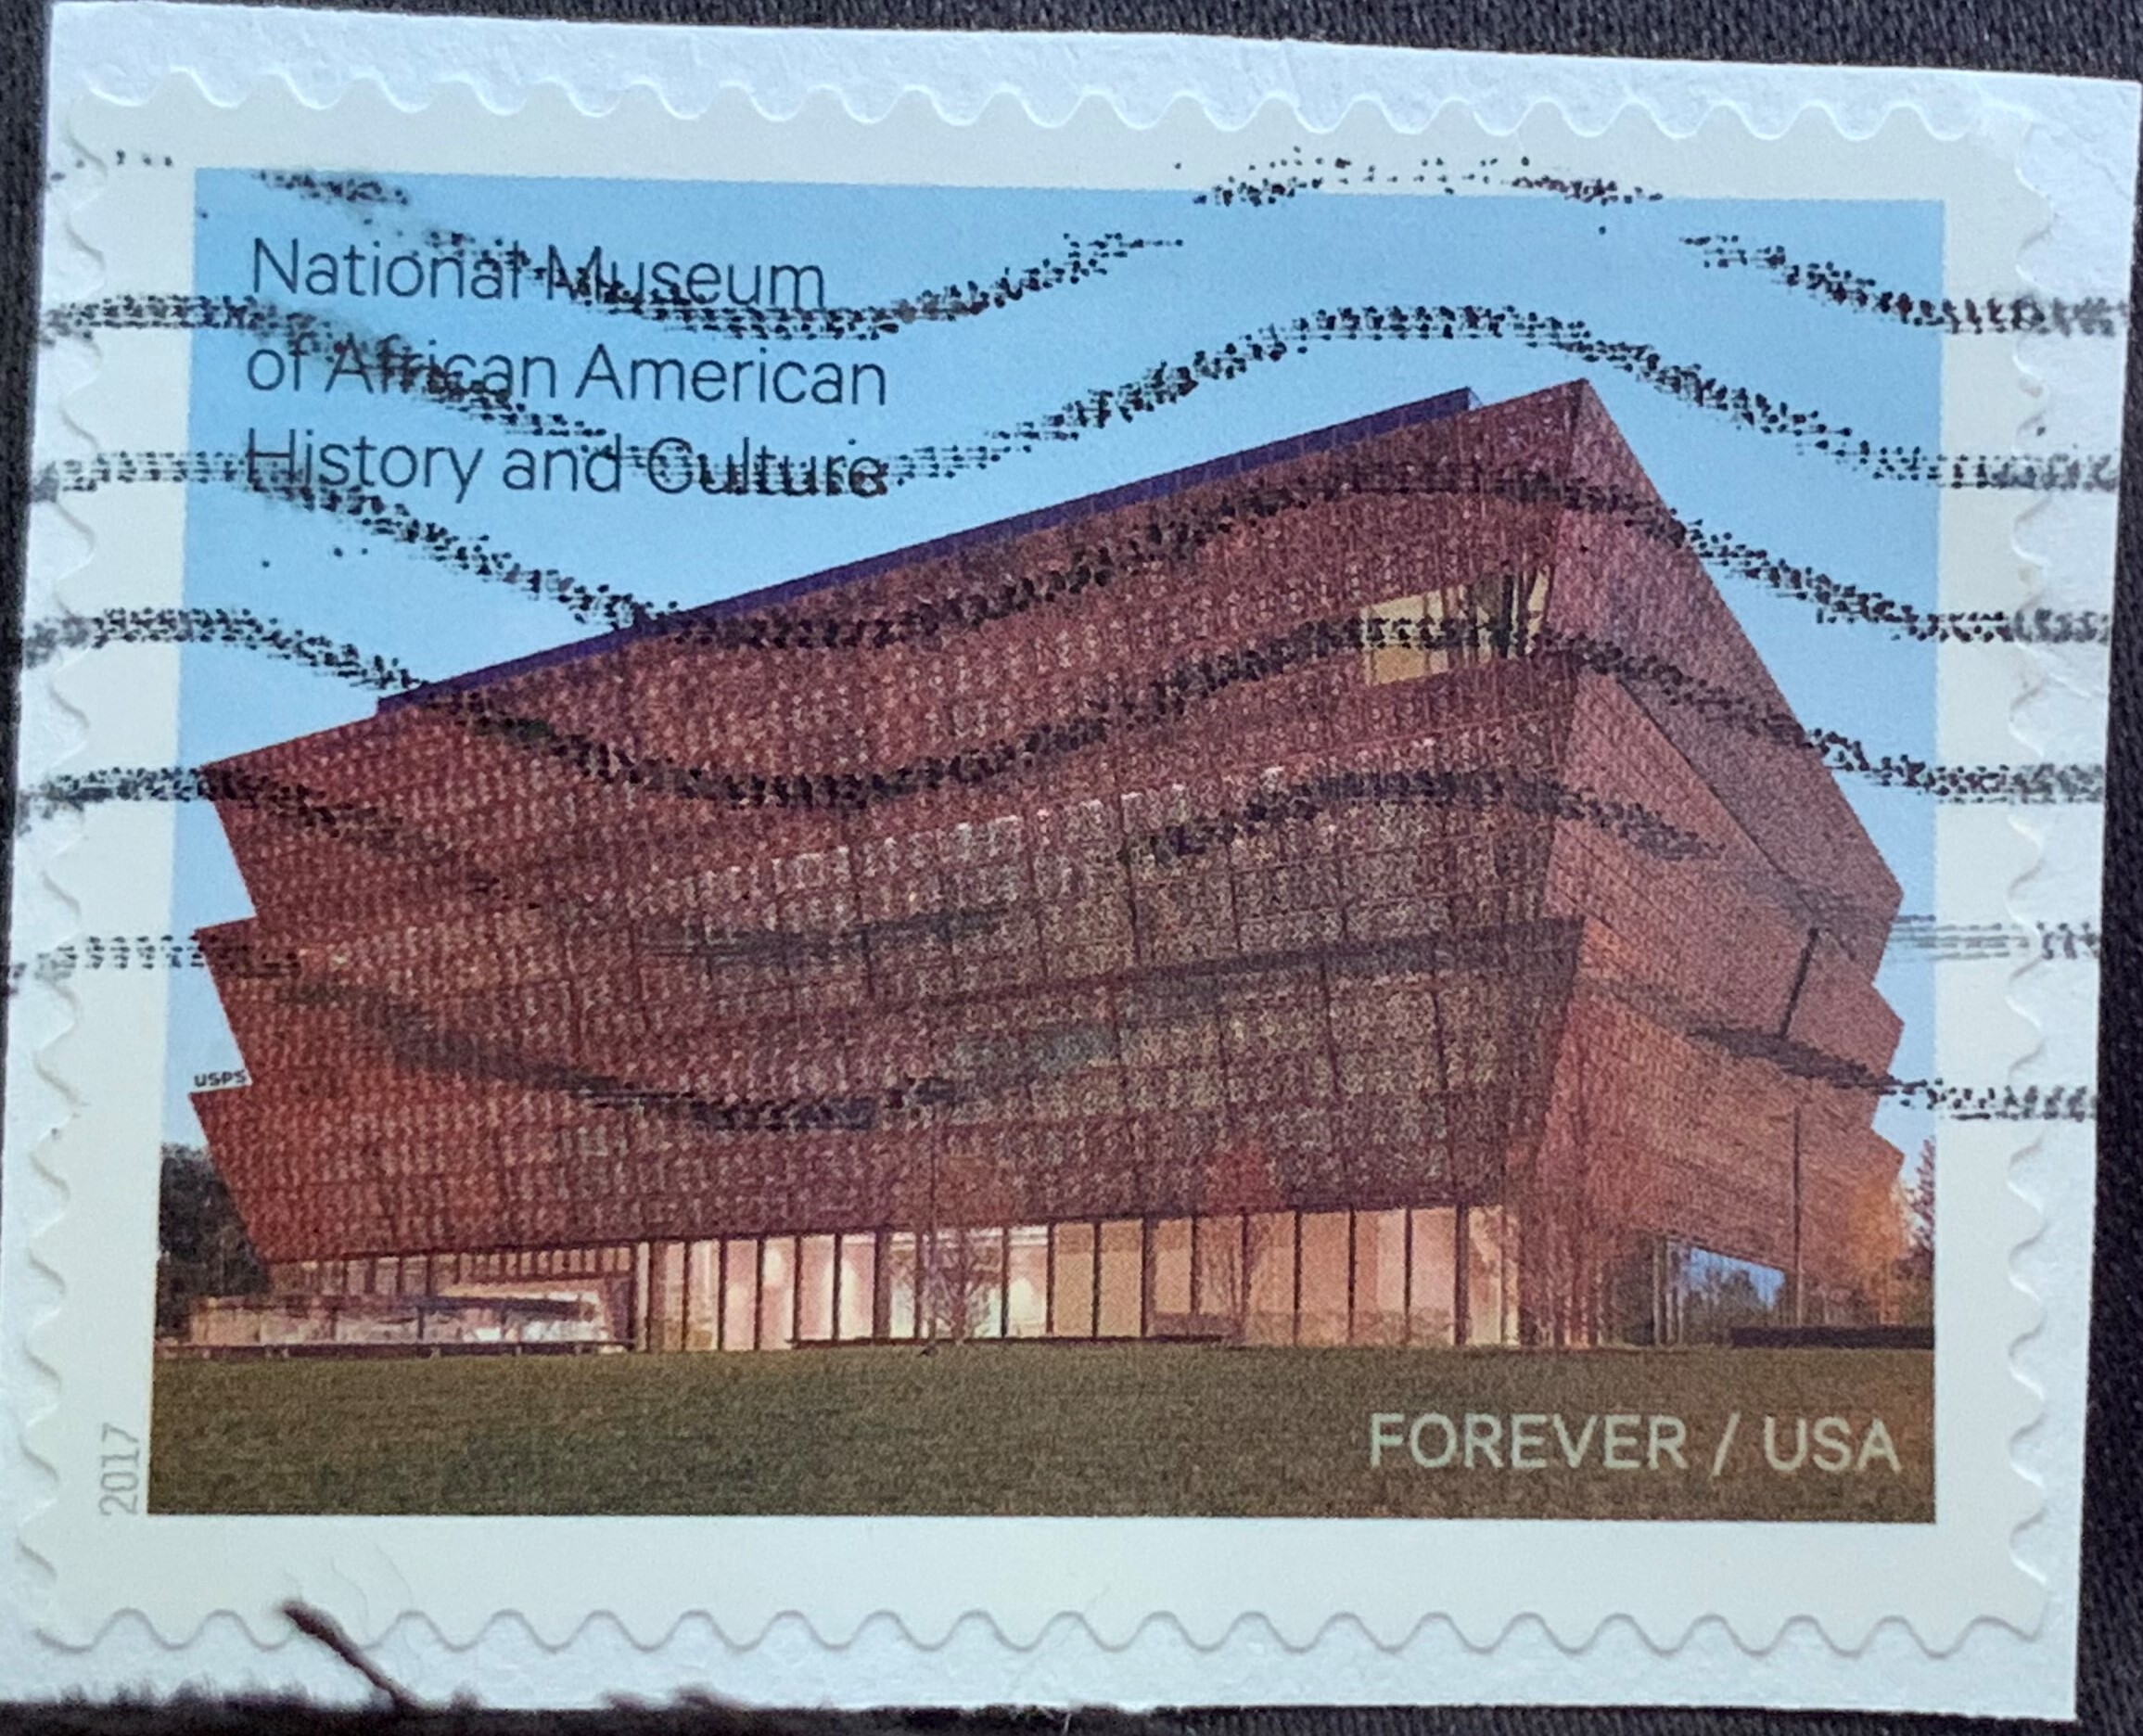 National Museum
of African American
History and Culture
USPS
FOREVER / USA
2017